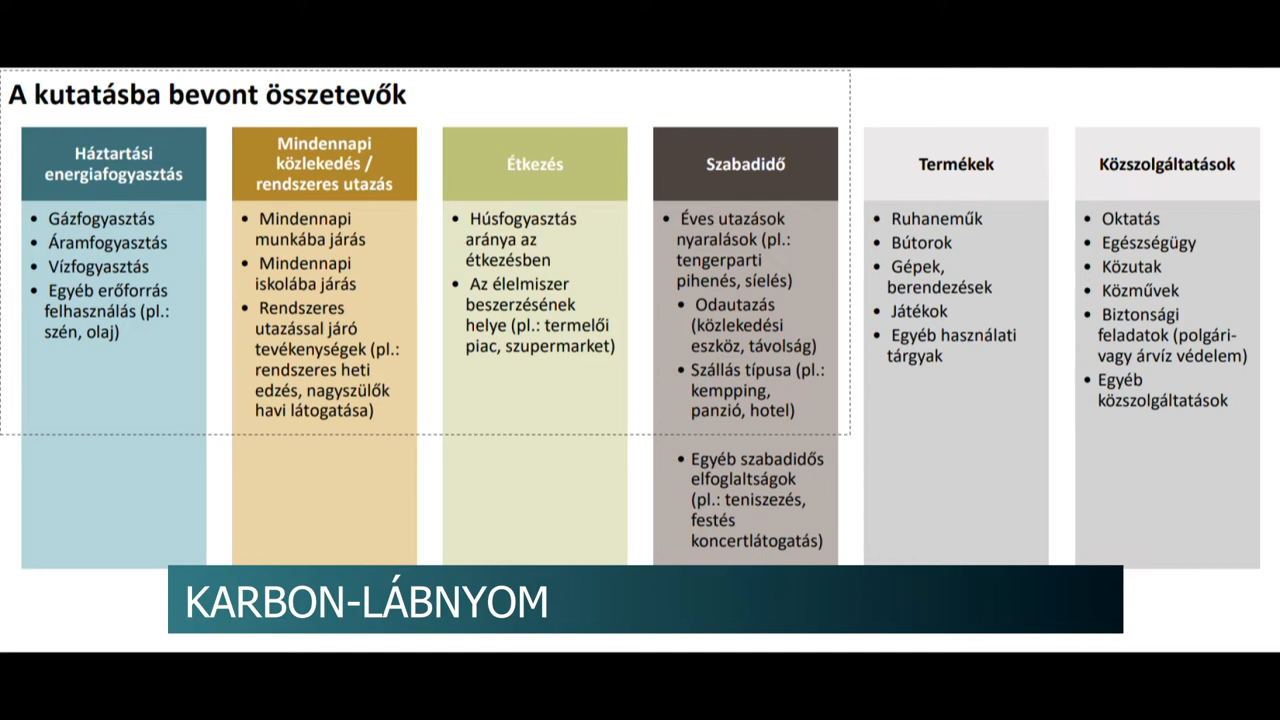 A kutatásba bevont összetevők
Háztartási
energiafogyasztás
• Gázfogyasztás
• Áramfogyasztás
• Vízfogyasztás
• Egyéb erőforrás
felhasználás (pl.:
szén, olaj)
Mindennapi
közlekedés /
rendszeres utazás
• Mindennapi
munkába járás
• Mindennapi
iskolába járás
• Rendszeres
utazással járó
tevékenységek (pl.:
rendszeres heti
edzés, nagyszülők
havi látogatása)
Étkezés
• Húsfogyasztás
aránya az
étkezésben
• Az élelmiszer
beszerzésének
helye (pl.: termelői
piac, szupermarket)
Szabadidő
• Éves utazások
nyaralások (pl.:
tengerparti
pihenés, síelés)
• Odautazás
(közlekedési
eszköz, távolság)
• Szállás típusa (pl.:
kempping,
panzió, hotel)
• Egyéb szabadidős
elfoglaltságok
(pl.: teniszezés,
festés
koncertlátogatás)
Termékek
• Ruhaneműk
• Bútorok
• Gépek,
berendezések
• Játékok
• Egyéb használati
tárgyak
Közszolgáltatások
• Oktatás
• Egészségügy
• Közutak
• Közművek
• Biztonsági
feladatok (polgári-
vagy árvíz védelem)
• Egyéb
közszolgáltatások
KARBON-LÁBNYOM